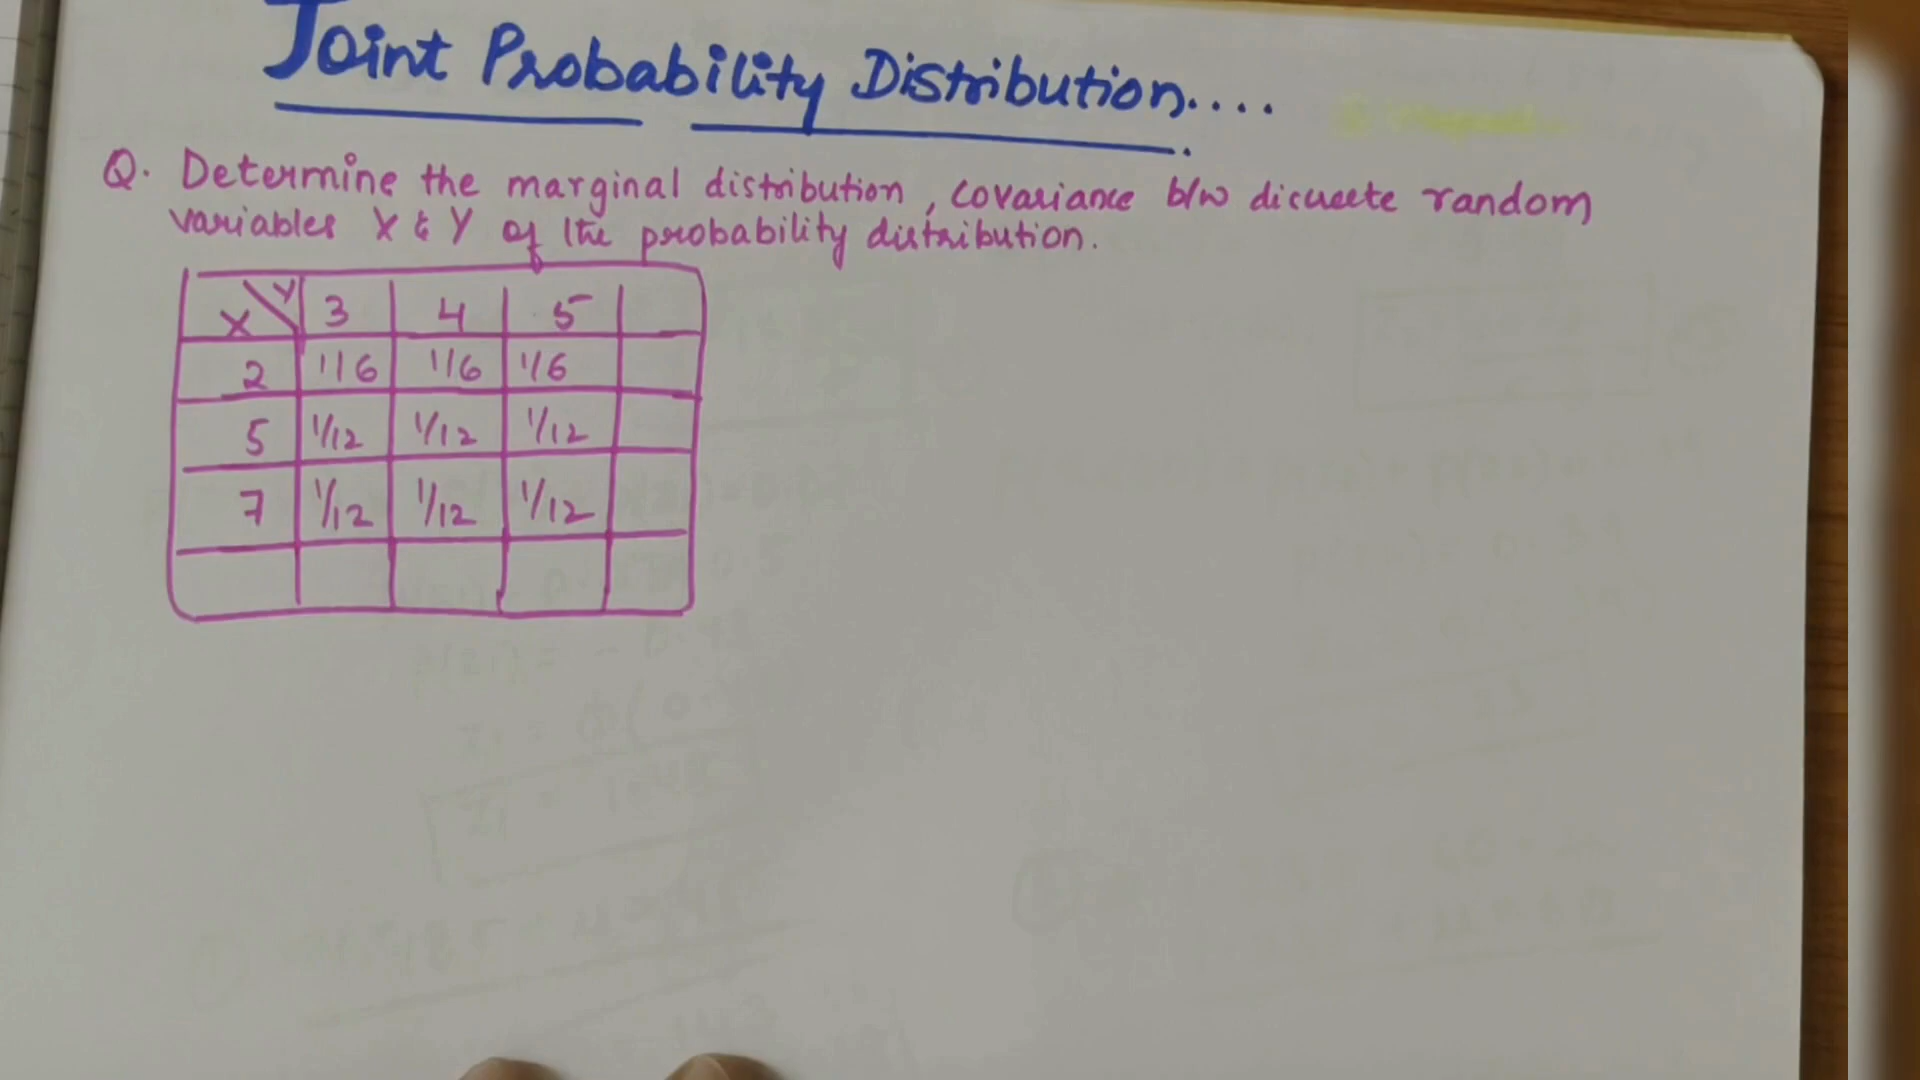 Joint Probability Distribution....
Q. Determine the marginal distribution, covariance b/w discrete random
variables X & Y of the probability distribution.
X Y 3 4 5
2 1/6 1/6 1/6
5 1/12 1/12 1/12
7 1/12 1/12 1/12